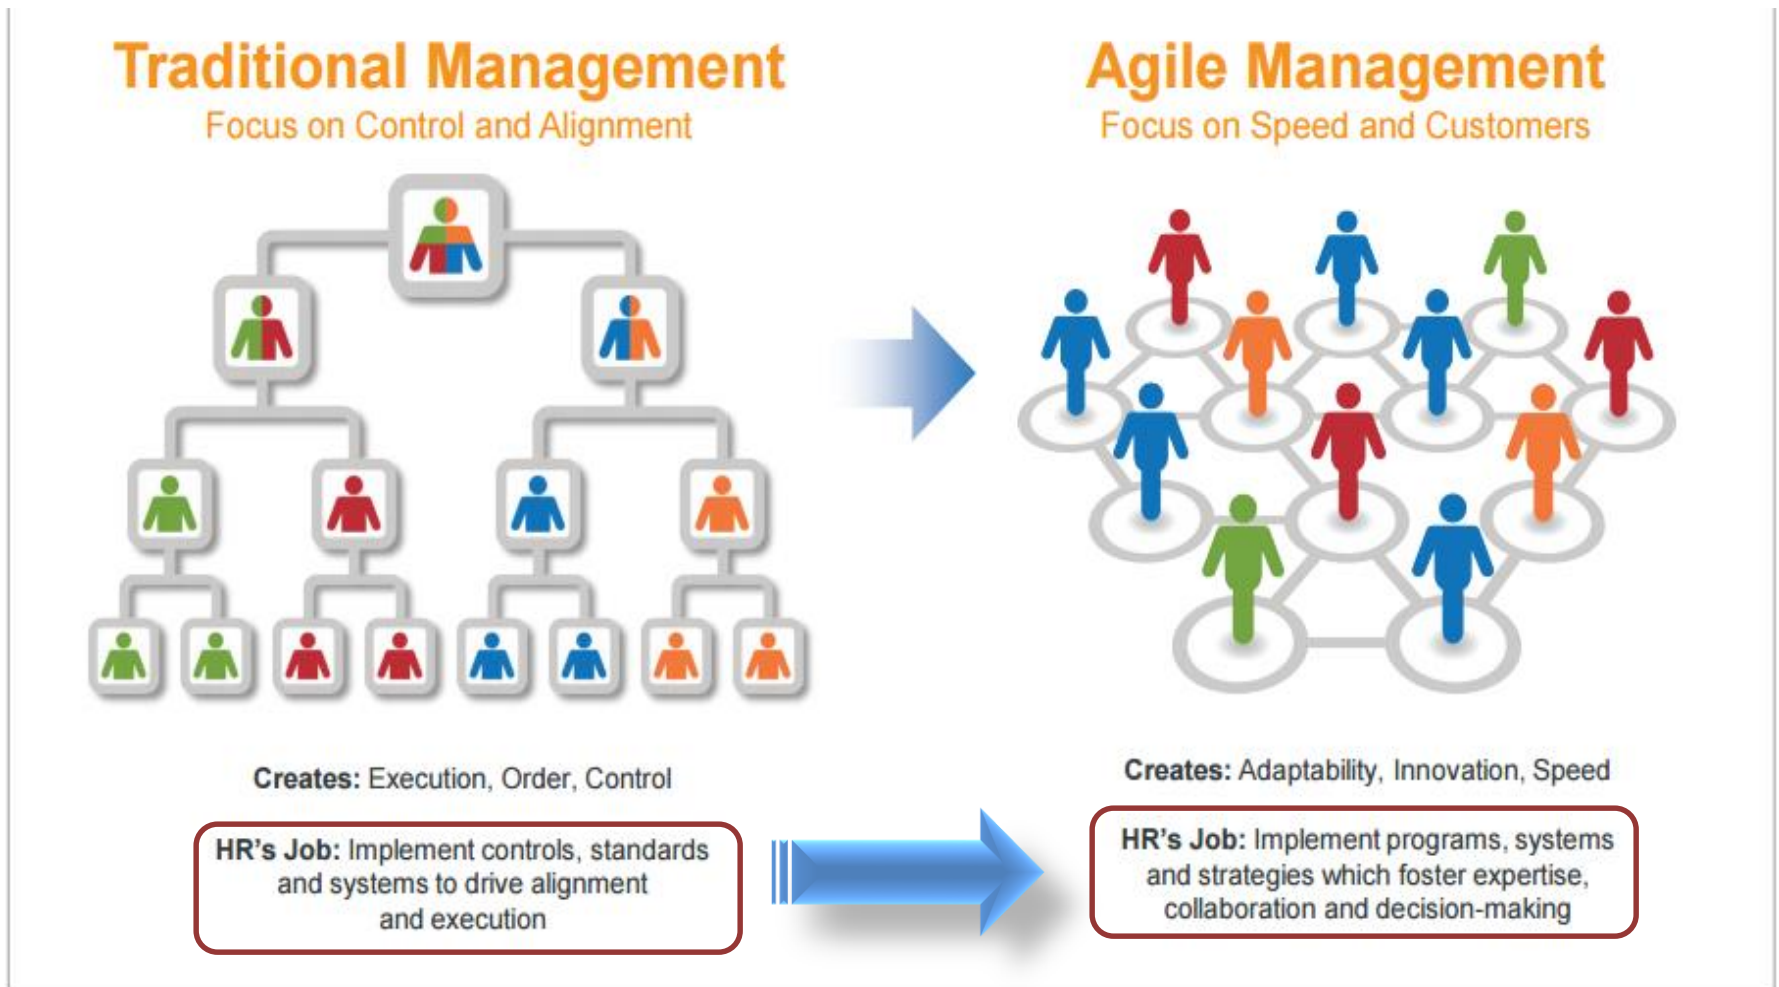 Traditional Management
Focus on Control and Alignment
Creates: Execution, Order, Control
HR's Job: Implement controls, standards
and systems to drive alignment
and execution
Agile Management
Focus on Speed and Customers
Creates: Adaptability, Innovation, Speed
HR's Job: Implement programs, systems
and strategies which foster expertise,
collaboration and decision-making